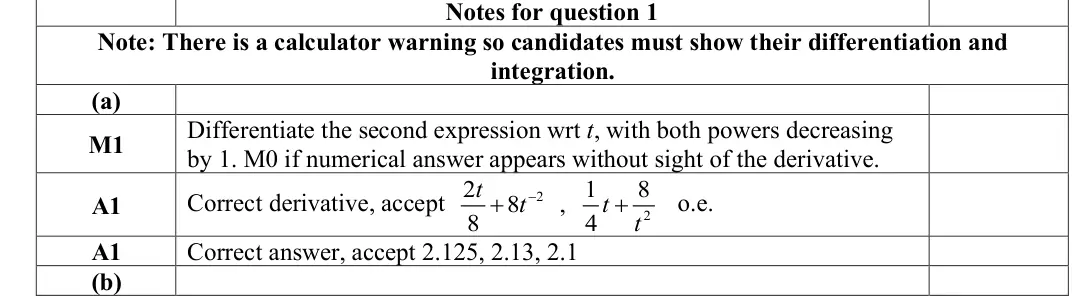 Notes for question 1
Note: There is a calculator warning so candidates must show their differentiation and
integration.
(a)
M1 Differentiate the second expression wrt t, with both powers decreasing
by 1. M0 if numerical answer appears without sight of the derivative.
A1 Correct derivative, accept 2t/8 + 8t⁻² , 1/4 t + 8/t² o.e.
A1 Correct answer, accept 2.125, 2.13, 2.1
(b)